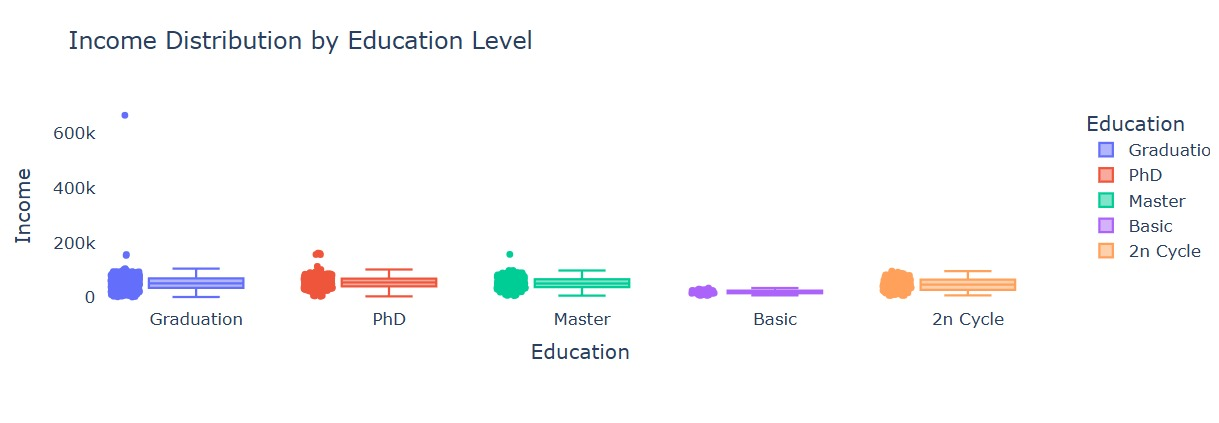 Income Distribution by Education Level
600k
400k
200k
0
Income
Graduation
PhD
Master
Basic
2n Cycle
Education
Education
Graduatio
PhD
Master
Basic
2n Cycle